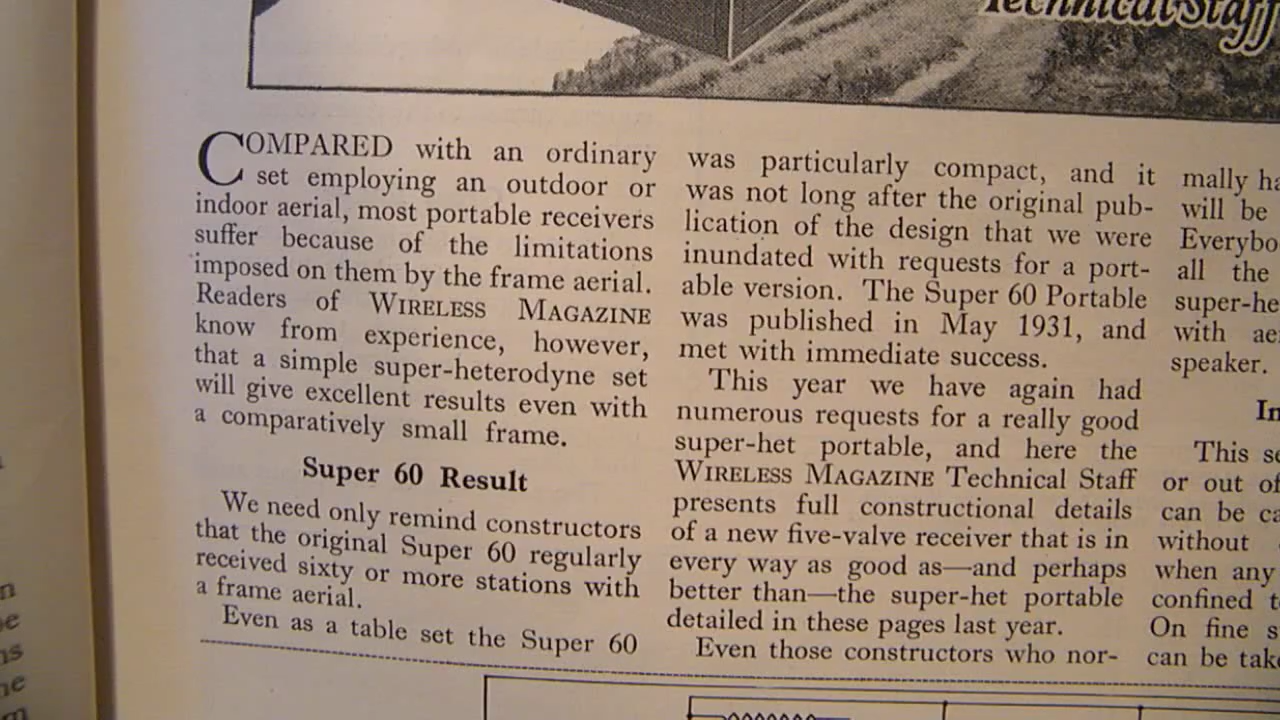 Technical Staff
COMPARED with an ordinary
set employing an outdoor or
indoor aerial, most portable receivers
suffer because of the limitations
imposed on them by the frame aerial.
Readers of WIRELESS MAGAZINE
know from experience, however,
that a simple super-heterodyne set
will give excellent results even with
a comparatively small frame.
Super 60 Result
We need only remind constructors
that the original Super 60 regularly
received sixty or more stations with
a frame aerial.
Even as a table set the Super 60
was particularly compact, and it
was not long after the original pub-
lication of the design that we were
inundated with requests for a port-
able version. The Super 60 Portable
was published in May 1931, and
met with immediate success.
This year we have again had
numerous requests for a really good
super-het portable, and here the
WIRELESS MAGAZINE Technical Staff
presents full constructional details
of a new five-valve receiver that is in
every way as good as—and perhaps
better than—the super-het portable
detailed in these pages last year.
Even those constructors who nor-
mally ha
will be
Everybo
all the
super-he
with ae
speaker.
In
This se
or out of
can be ca
without
when any
confined t
On fine s
can be take